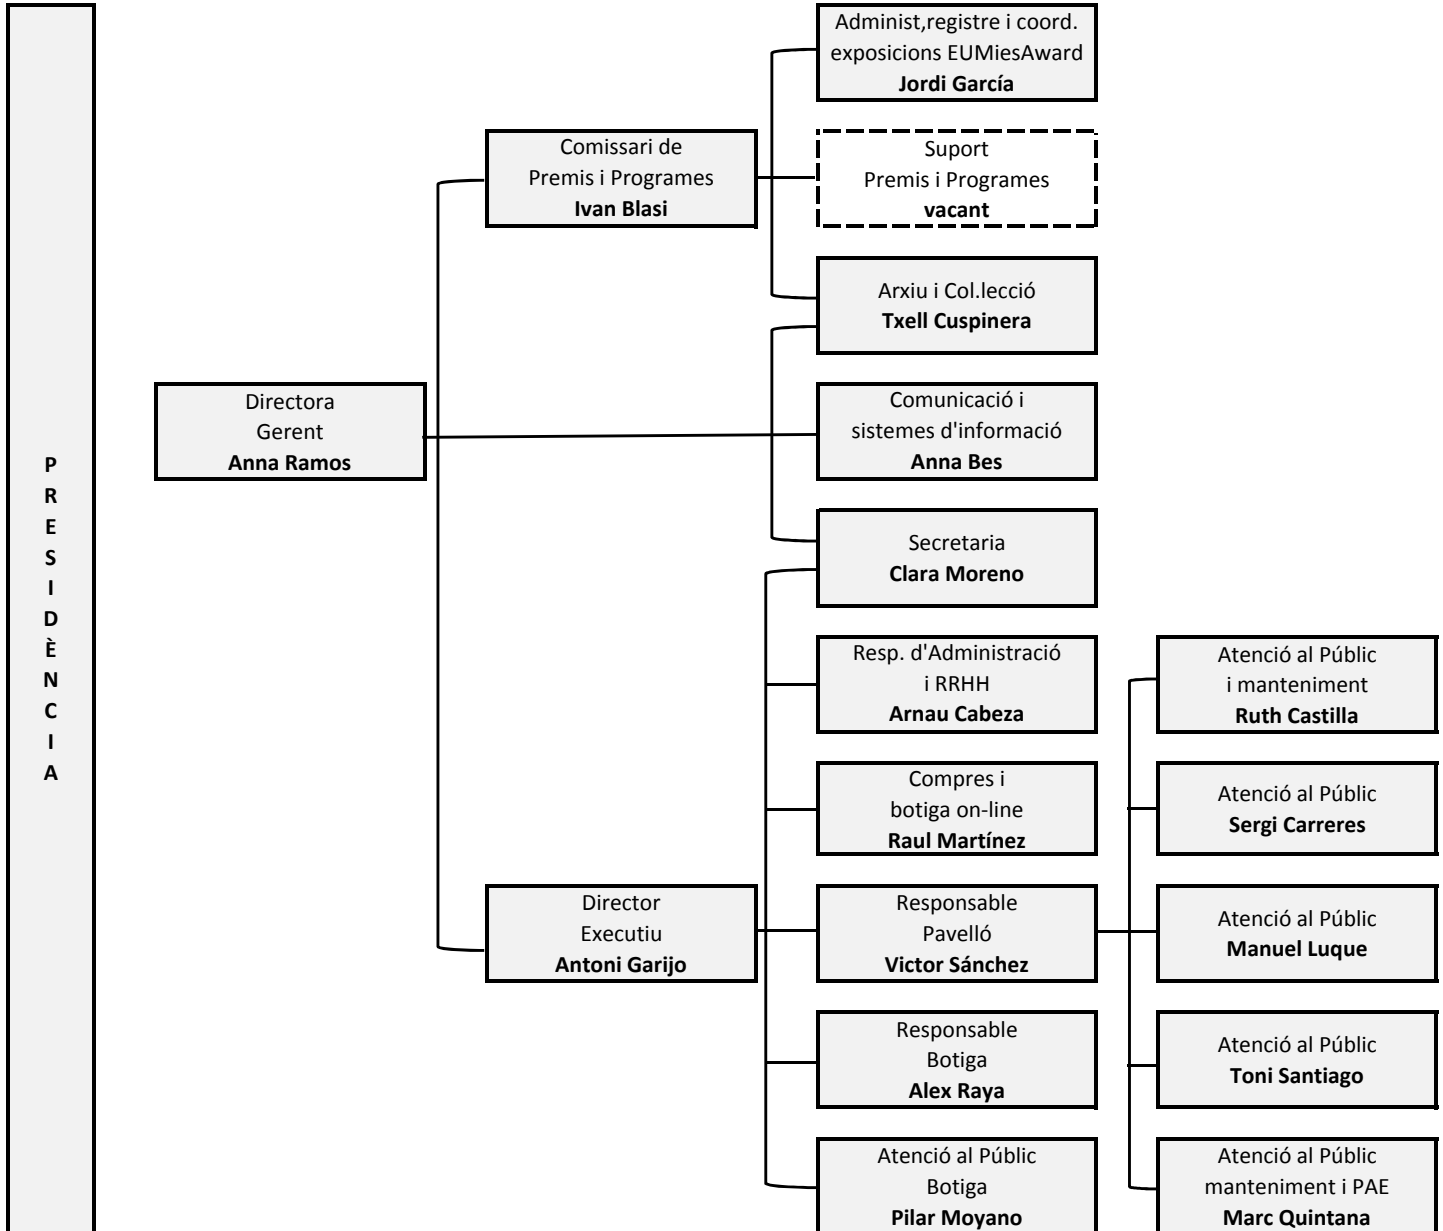 P
R
E
S
I
D
È
N
C
I
A
Directora
Gerent
Anna Ramos
Comissari de
Premis i Programes
Ivan Blasi
Director
Executiu
Antoni Garijo
Administ,registre i coord.
exposicions EUMiesAward
Jordi García
Suport
Premis i Programes
vacant
Arxiu i Col.lecció
Txell Cuspinera
Comunicació i
sistemes d'informació
Anna Bes
Secretaria
Clara Moreno
Resp. d'Administració
i RRHH
Arnau Cabeza
Compres i
botiga on-line
Raul Martínez
Responsable
Pavelló
Victor Sánchez
Responsable
Botiga
Alex Raya
Atenció al Públic
Botiga
Pilar Moyano
Atenció al Públic
i manteniment
Ruth Castilla
Atenció al Públic
Sergi Carreres
Atenció al Públic
Manuel Luque
Atenció al Públic
Toni Santiago
Atenció al Públic
manteniment i PAE
Marc Quintana